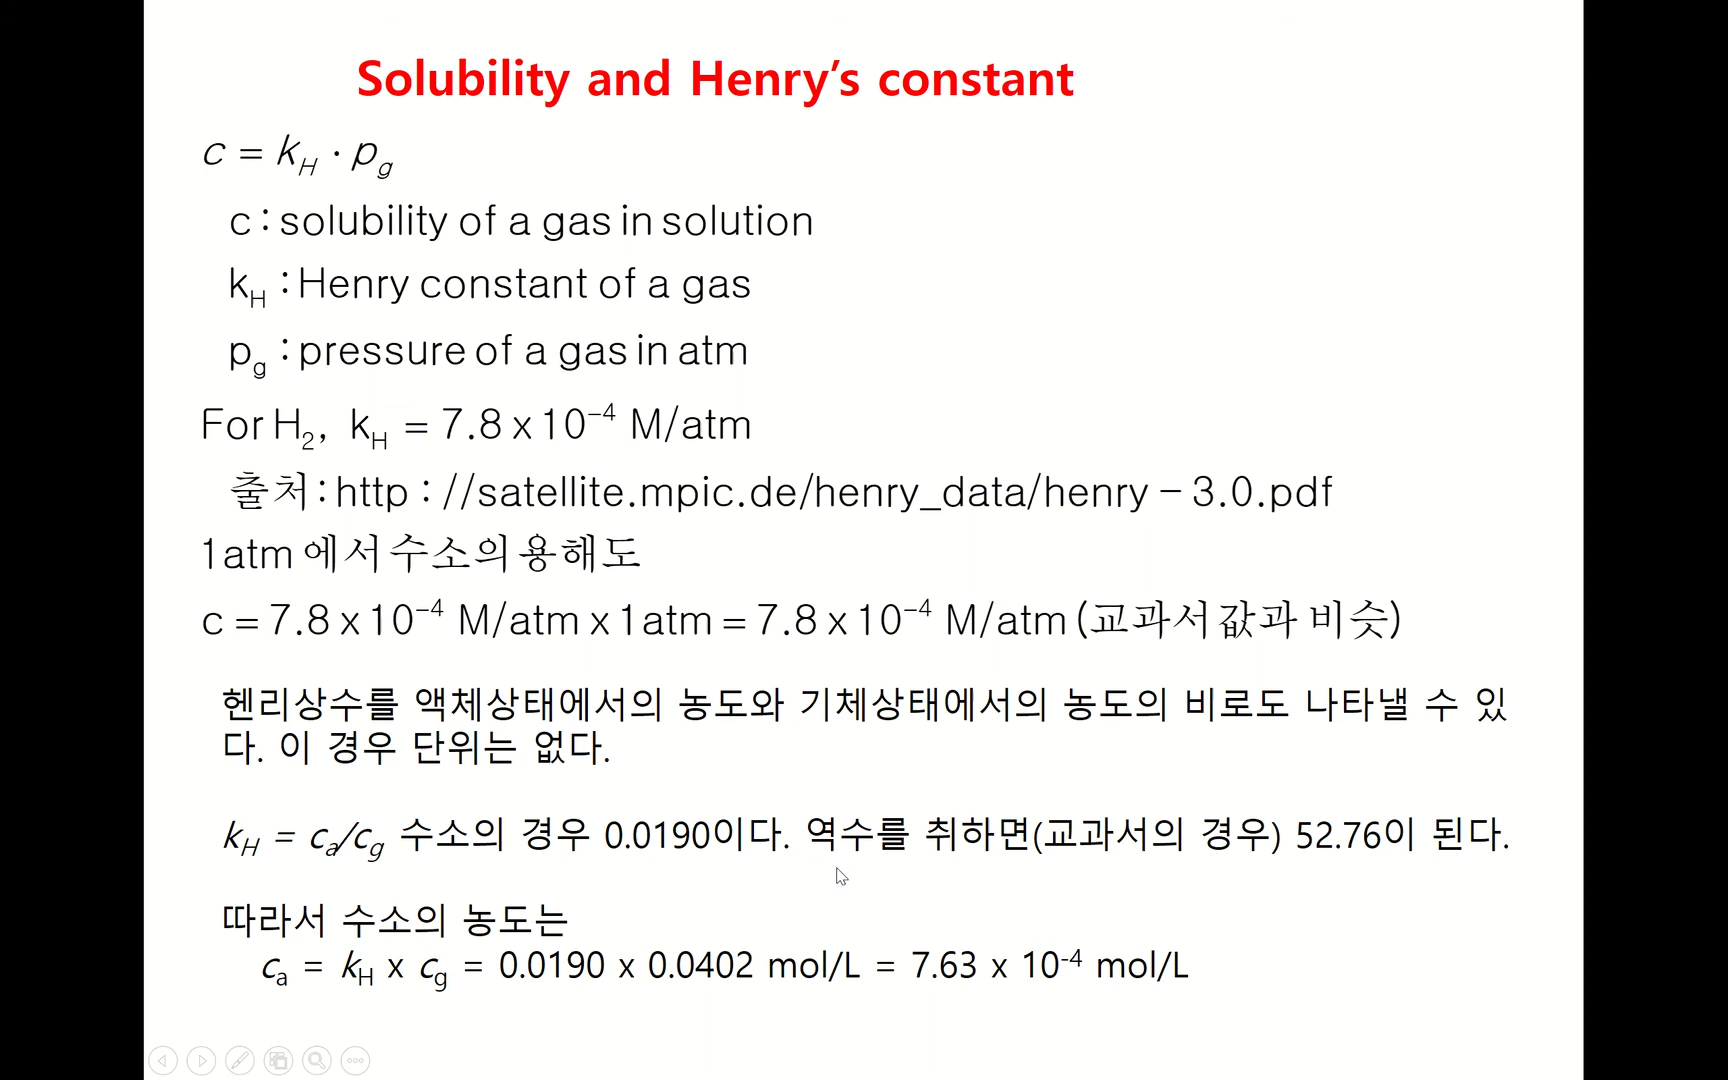 Solubility and Henry’s constant
c = k_H · p_g
c : solubility of a gas in solution
k_H : Henry constant of a gas
p_g : pressure of a gas in atm
For H₂, k_H = 7.8 x 10⁻⁴ M/atm
출처 : http : //satellite.mpic.de/henry_data/henry − 3.0.pdf
1atm 에서 수소의 용해도
c = 7.8 x 10⁻⁴ M/atm x 1atm = 7.8 x 10⁻⁴ M/atm (교과서 값과 비슷)
헨리상수를 액체상태에서의 농도와 기체상태에서의 농도의 비로도 나타낼 수 있
다. 이 경우 단위는 없다.
k_H = c_a/c_g 수소의 경우 0.0190이다. 역수를 취하면(교과서의 경우) 52.76이 된다.
따라서 수소의 농도는
c_a = k_H x c_g = 0.0190 x 0.0402 mol/L = 7.63 x 10⁻⁴ mol/L